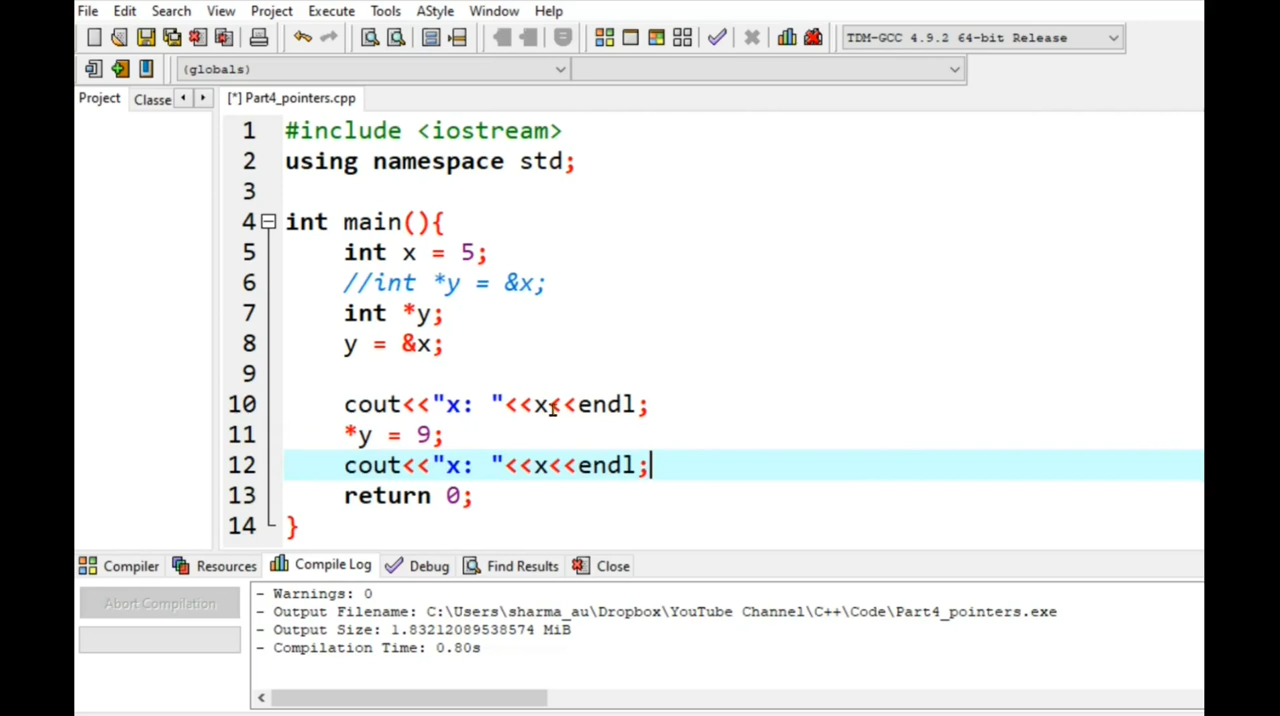 File Edit Search View Project Execute Tools AStyle Window Help
TDM-GCC 4.9.2 64-bit Release
(globals)
Project Classe [*] Part4_pointers.cpp
1 #include <iostream>
2 using namespace std;
3
4 int main(){
5 int x = 5;
6 //int *y = &x;
7 int *y;
8 y = &x;
9
10 cout<<"x: "<<x<<endl;
11 *y = 9;
12 cout<<"x: "<<x<<endl;
13 return 0;
14 }
Compiler Resources Compile Log Debug Find Results Close
Abort Compilation
- Warnings: 0
- Output Filename: C:\Users\sharma_au\Dropbox\YouTube Channel\C++\Code\Part4_pointers.exe
- Output Size: 1.83212089538574 MiB
- Compilation Time: 0.80s